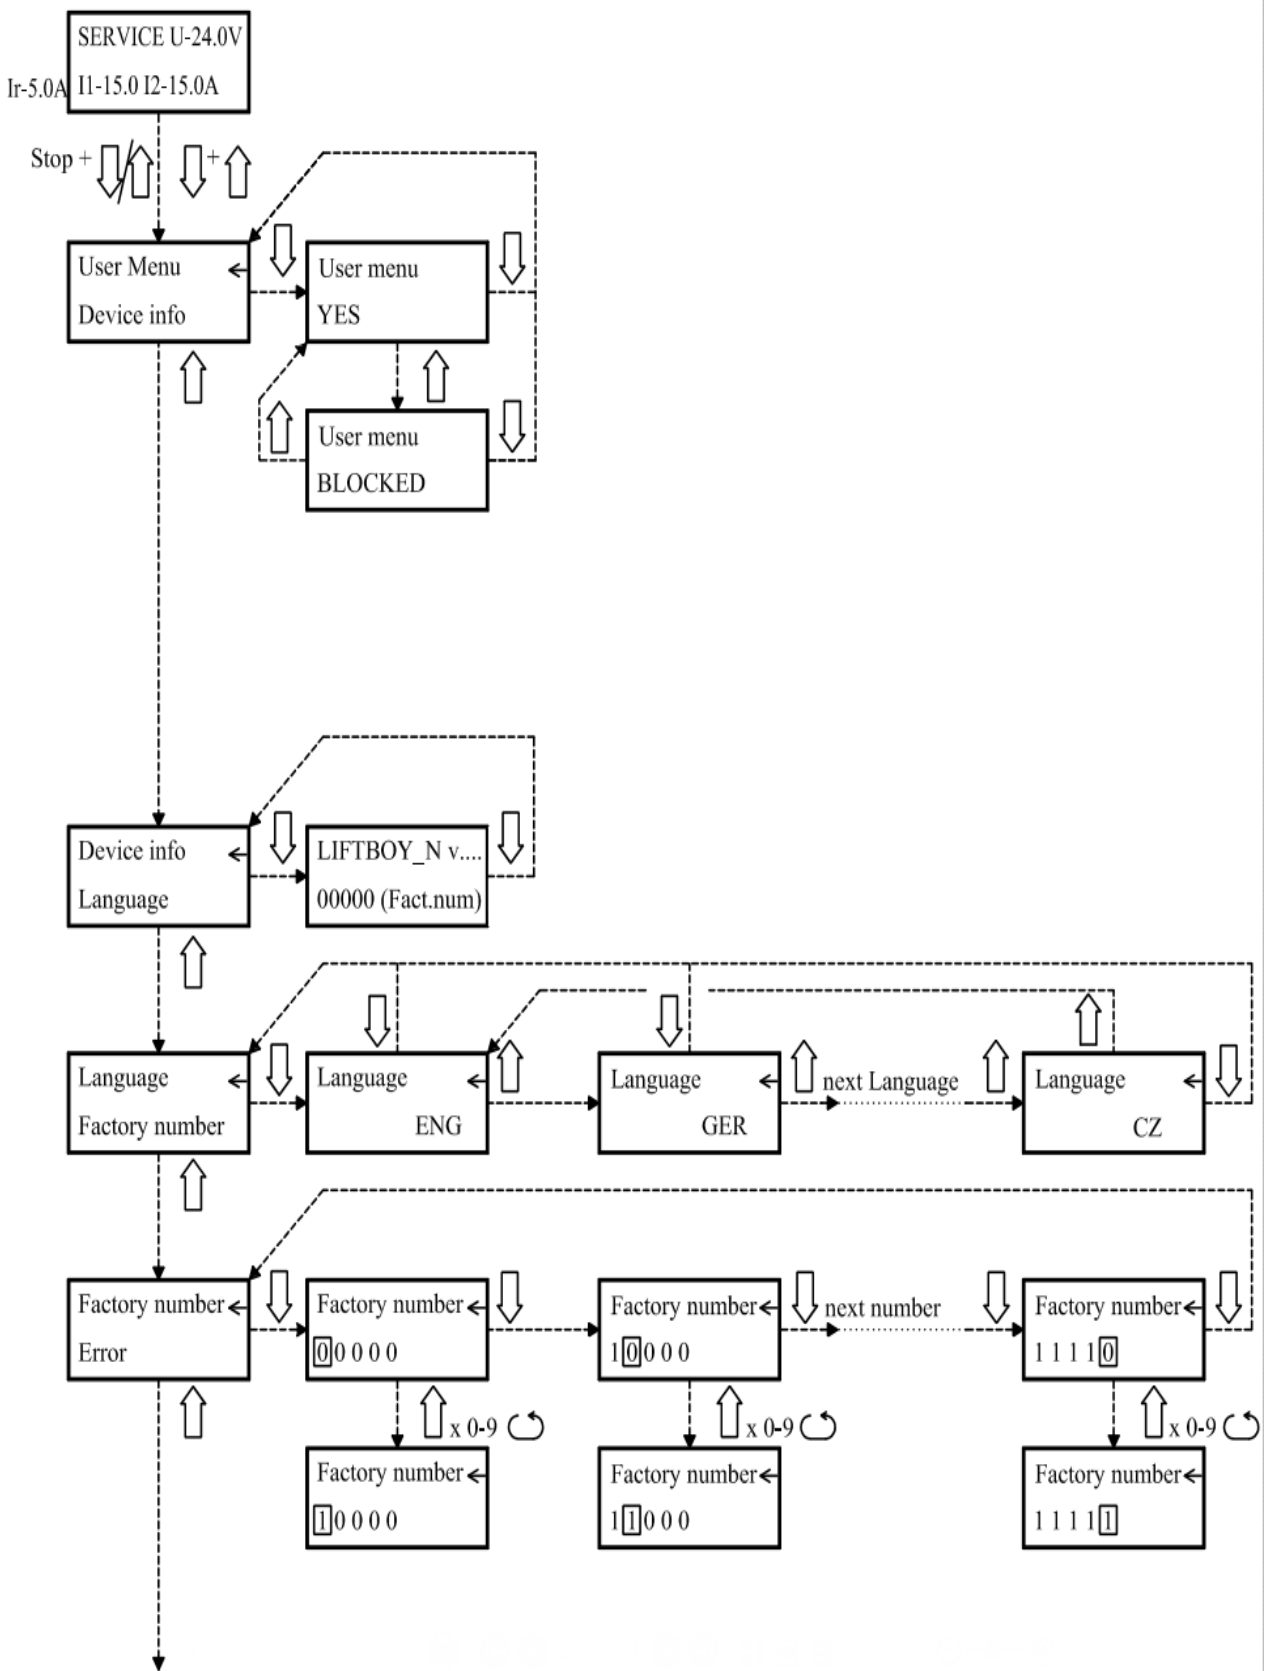 SERVICE U-24.0V
Ir-5.0A I1-15.0 I2-15.0A
Stop + / +
User Menu
Device info
User menu
YES
User menu
BLOCKED
Device info
Language
LIFTBOY_N v....
00000 (Fact.num)
Language
Factory number
Language
ENG
Language
GER
next Language
Language
CZ
Factory number
Error
Factory number
0 0 0 0 0
Factory number
1 0 0 0 0
next number
Factory number
1 1 1 1 0
x 0-9
x 0-9
x 0-9
Factory number
1 0 0 0 0
Factory number
1 1 0 0 0
Factory number
1 1 1 1 1